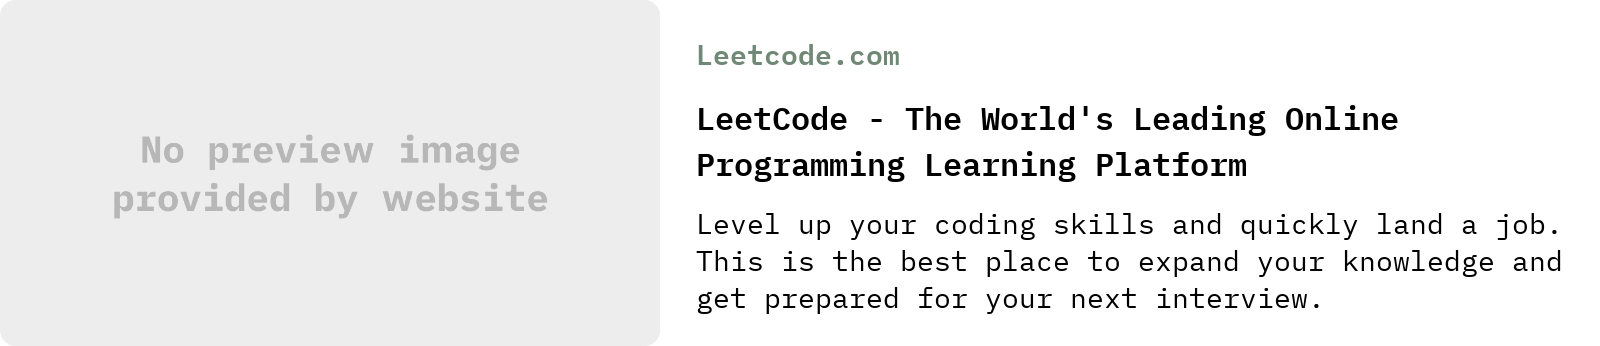 No preview image
provided by website
Leetcode.com
LeetCode - The World's Leading Online
Programming Learning Platform
Level up your coding skills and quickly land a job.
This is the best place to expand your knowledge and
get prepared for your next interview.